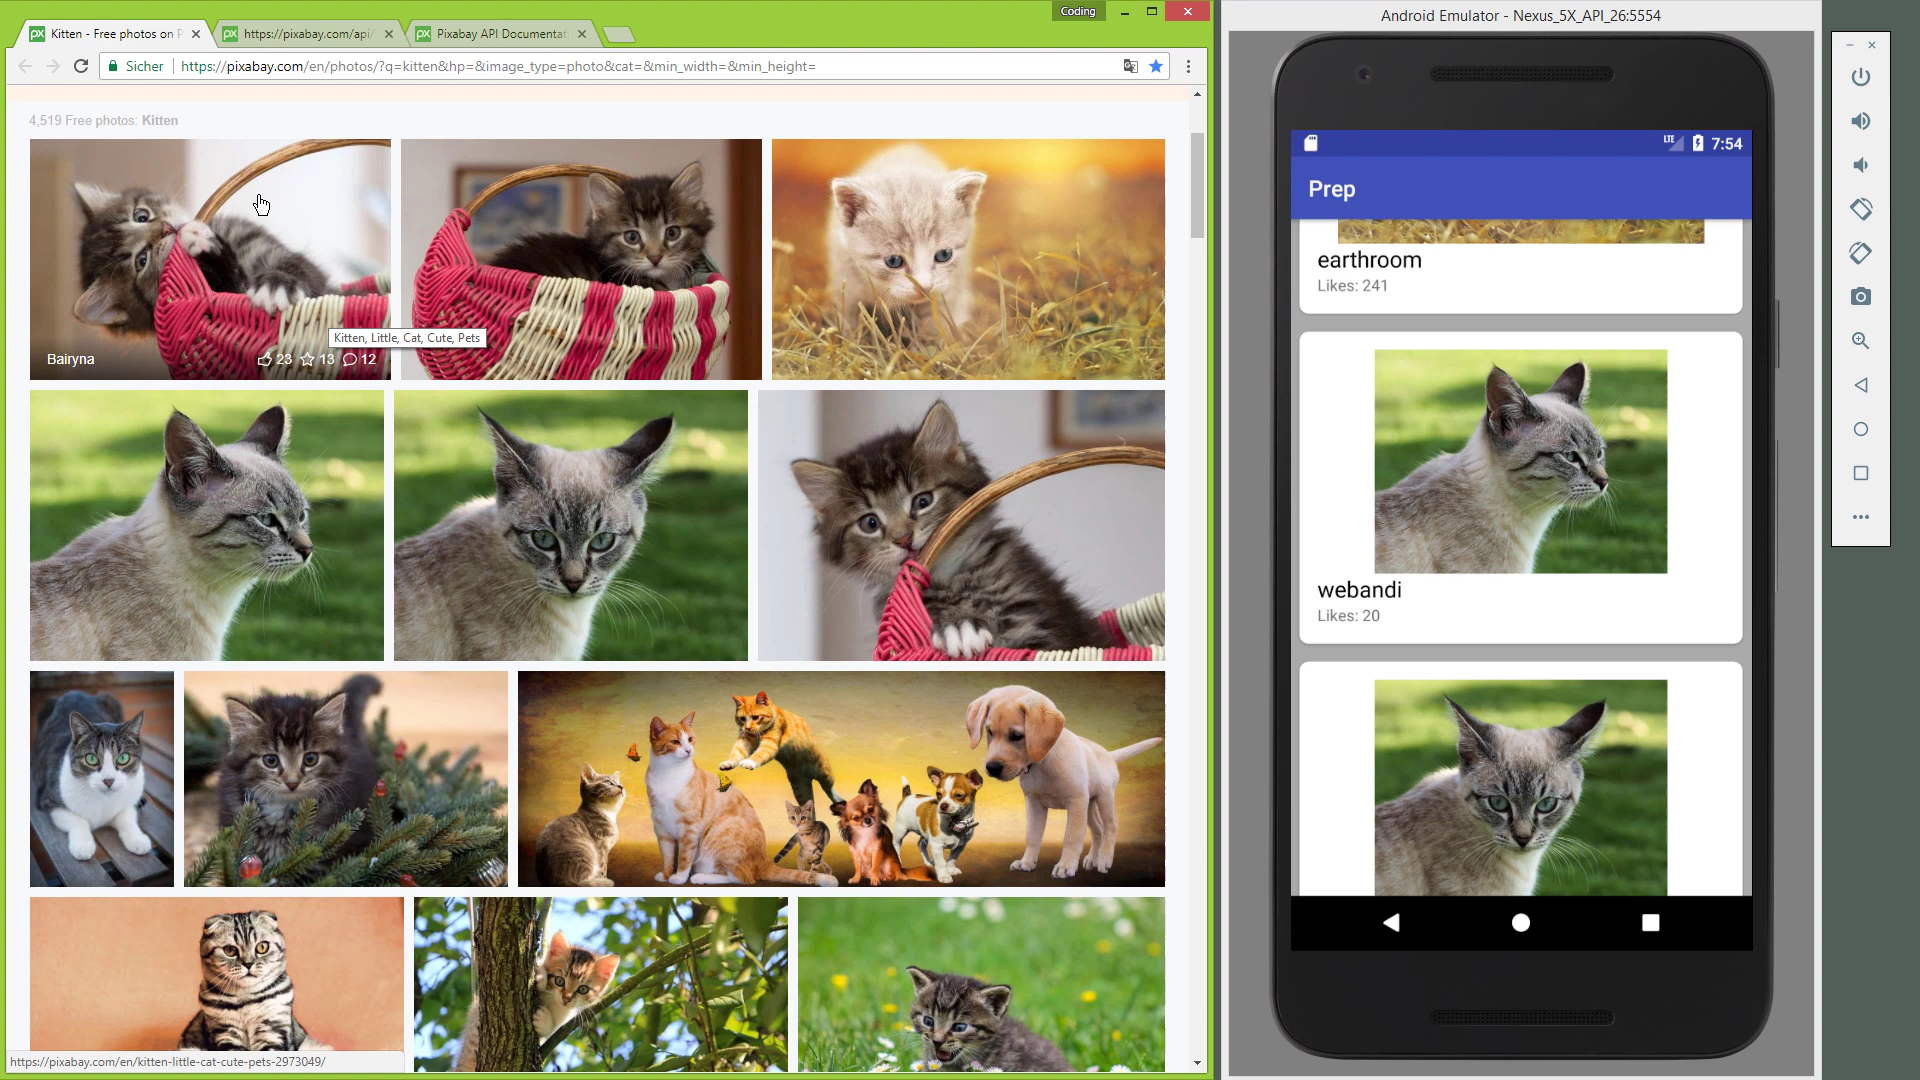 Coding
Kitten - Free photos on P
https://pixabay.com/api/
Pixabay API Documentat
Sicher
https://pixabay.com/en/photos/?q=kitten&hp=&image_type=photo&cat=&min_width=&min_height=
4,519 Free photos: Kitten
Kitten, Little, Cat, Cute, Pets
Bairyna 23 13 12
https://pixabay.com/en/kitten-little-cat-cute-pets-2973049/
Android Emulator - Nexus_5X_API_26:5554
LTE 7:54
Prep
earthroom
Likes: 241
webandi
Likes: 20